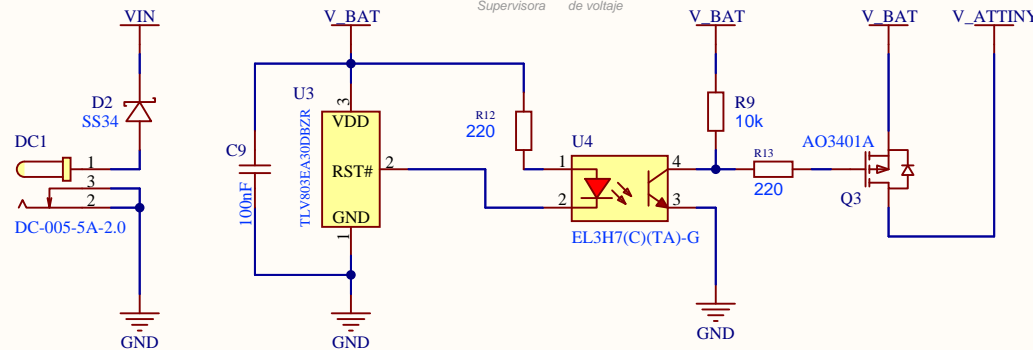 Supervisora de voltaje
VIN
V_BAT
V_BAT
V_BAT
V_ATTINY
D2
SS34
DC1
1
3
2
DC-005-5A-2.0
GND
C9
100nF
U3
TLV803EA30DBZR
3
VDD
RST#
2
GND
1
GND
R12
220
U4
1
2
4
3
EL3H7(C)(TA)-G
R9
10k
R13
220
GND
AO3401A
Q3